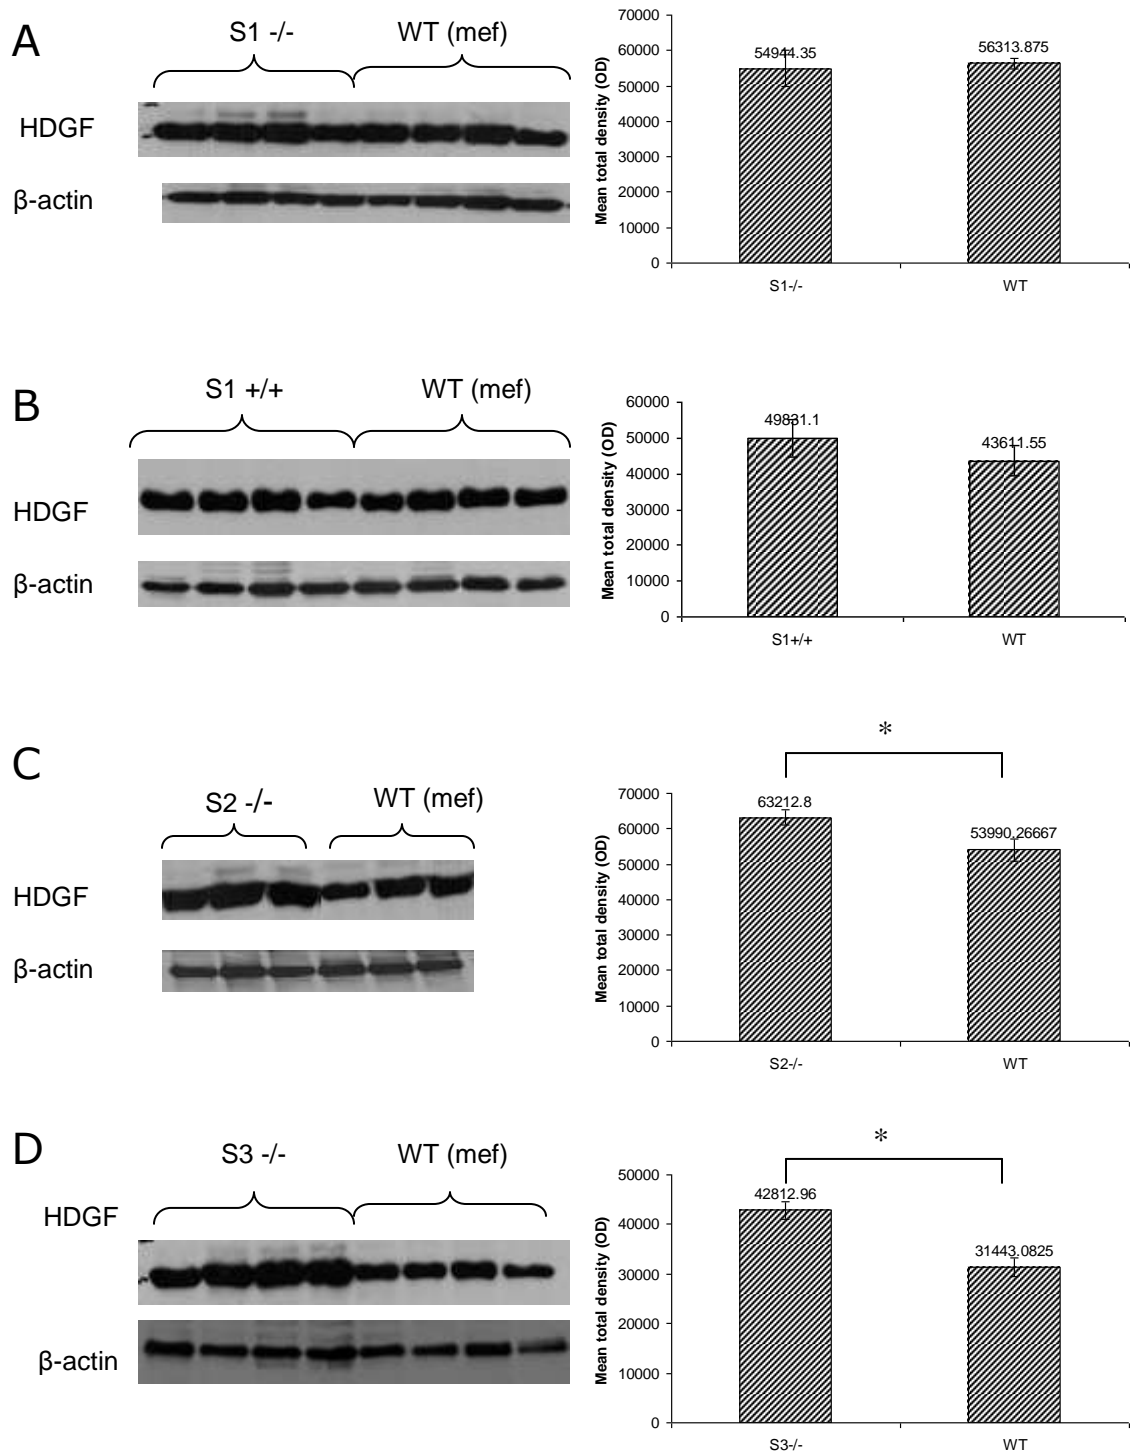 A
S1 -/-
WT (mef)
HDGF
β-actin
70000
60000
50000
40000
30000
20000
10000
0
Mean total density (OD)
54944.35
56313.875
S1-/-
WT
B
S1 +/+
WT (mef)
HDGF
β-actin
60000
50000
40000
30000
20000
10000
0
Mean total density (OD)
49831.1
43611.55
S1+/+
WT
C
S2 -/-
WT (mef)
HDGF
β-actin
*
70000
60000
50000
40000
30000
20000
10000
0
Mean total density (OD)
63212.8
53990.26667
S2-/-
WT
D
S3 -/-
WT (mef)
HDGF
β-actin
*
50000
40000
30000
20000
10000
0
Mean total density (OD)
42812.96
31443.0825
S3-/-
WT